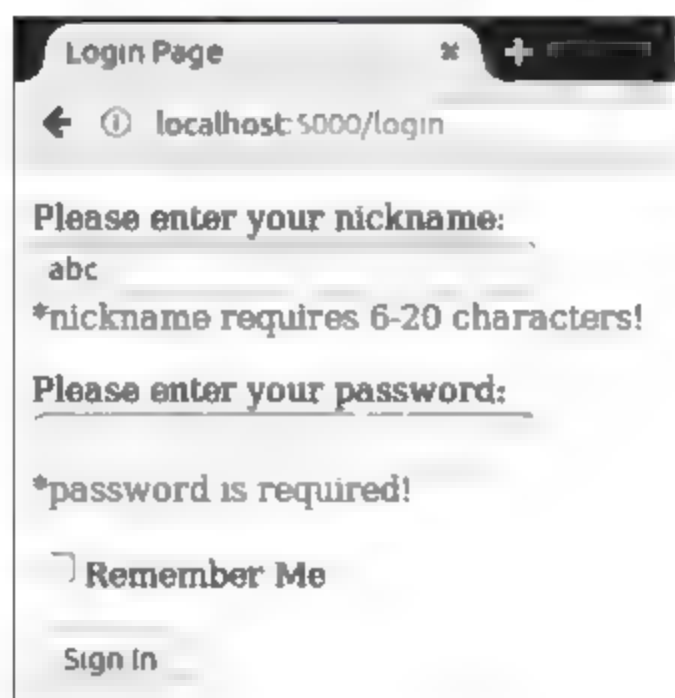 Login Page
localhost:5000/login
Please enter your nickname:
abc
*nickname requires 6-20 characters!
Please enter your password:
*password is required!
Remember Me
Sign In